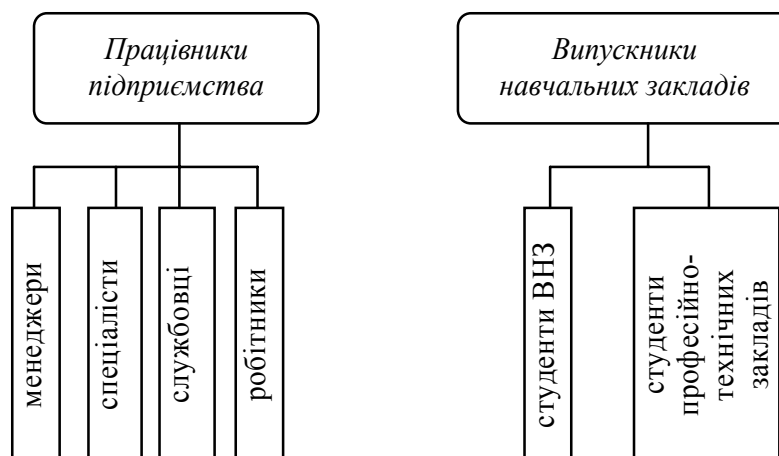 Працівники
підприємства
Випускники
навчальних закладів
менеджери
спеціалісти
службовці
робітники
студенти ВНЗ
студенти
професійно-
технічних
закладів